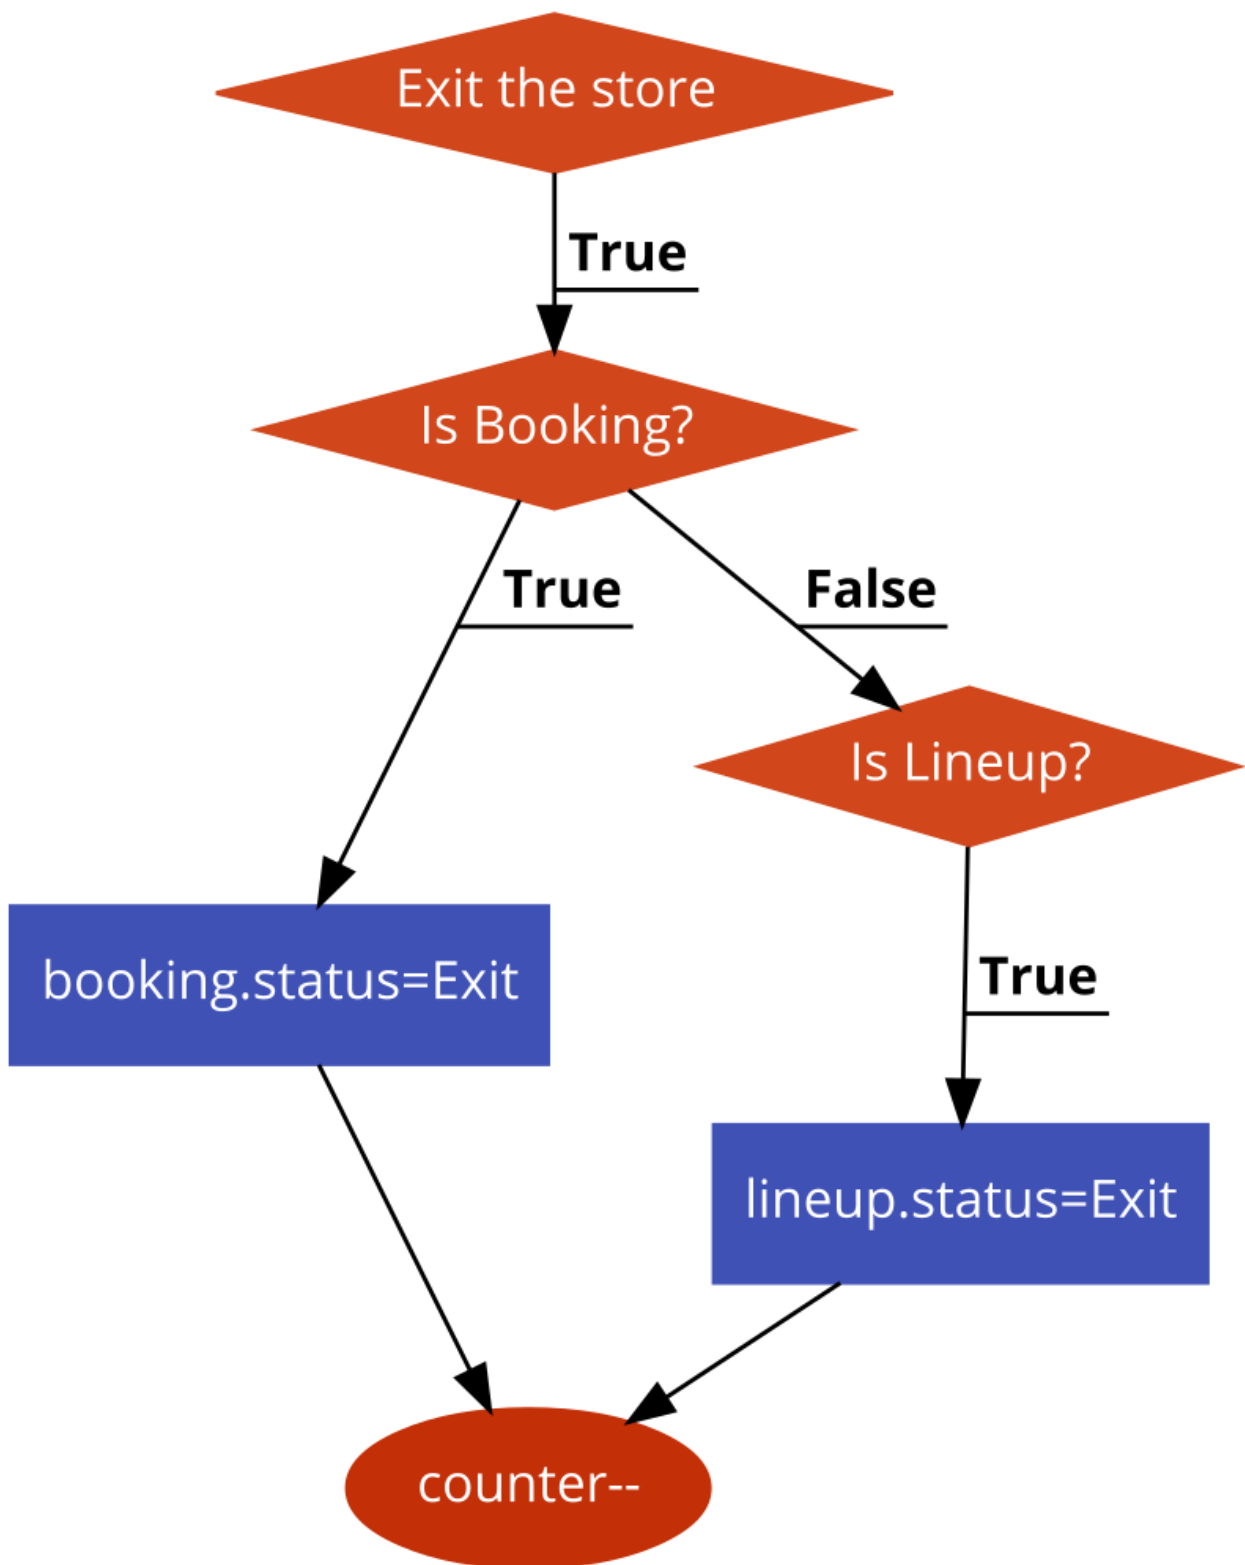 Exit the store
True
Is Booking?
True
False
Is Lineup?
booking.status=Exit
True
lineup.status=Exit
counter--